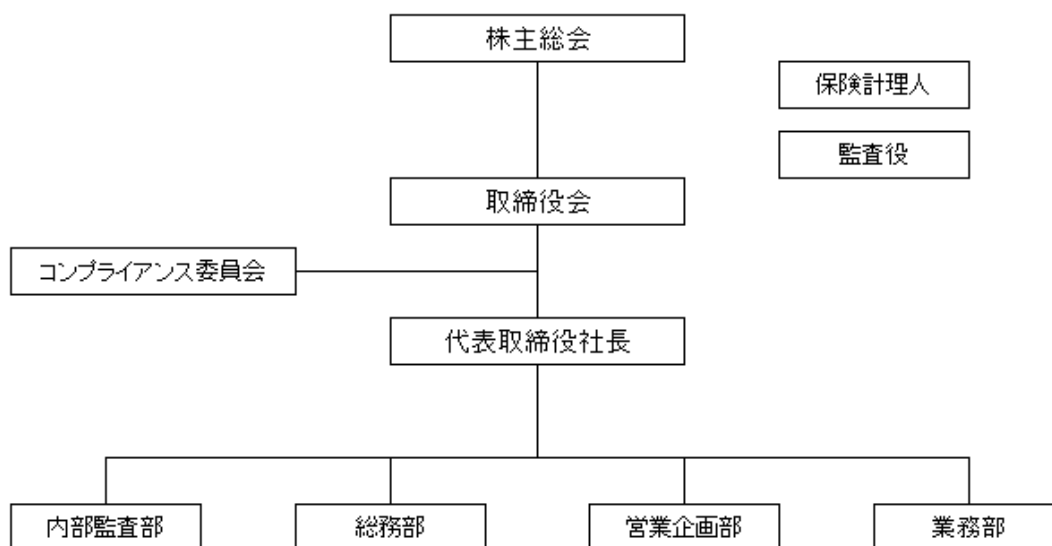 株主総会
保険計理人
監査役
取締役会
コンプライアンス委員会
代表取締役社長
内部監査部
総務部
営業企画部
業務部